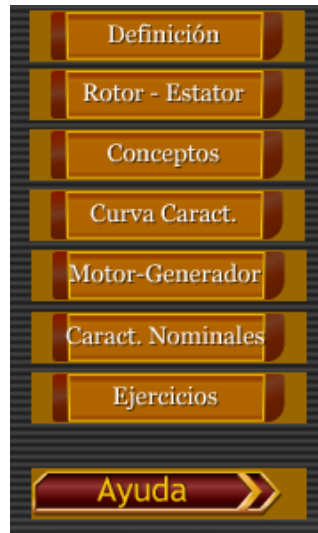 Definición
Rotor - Estator
Conceptos
Curva Caract.
Motor-Generador
Caract. Nominales
Ejercicios
Ayuda